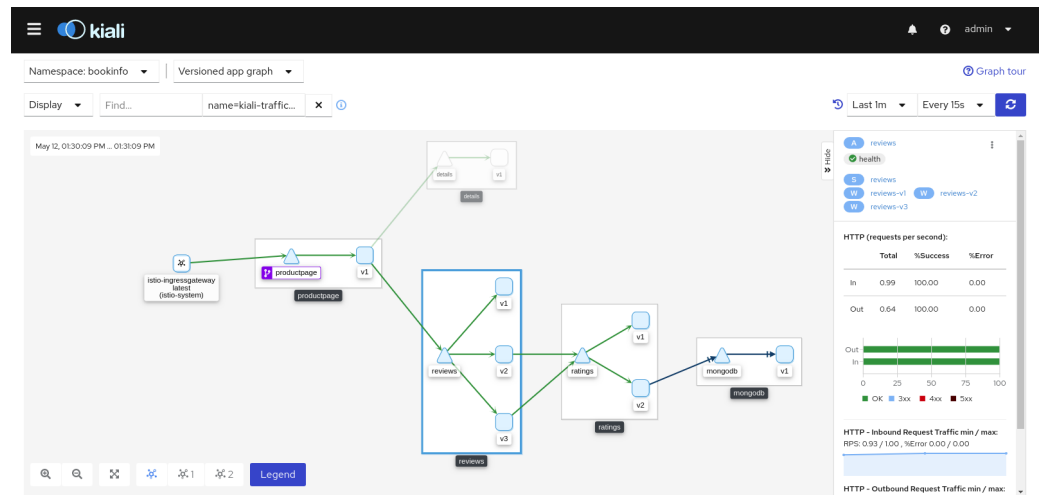 kiali
admin
Namespace: bookinfo
Versioned app graph
Graph tour
Display
Find...
name=kiali-traffic...
Last 1m
Every 15s
May 12, 01:30:09 PM ... 01:31:09 PM
Hide
details
v1
details
istio-ingressgateway
latest
(istio-system)
productpage
v1
productpage
v1
reviews
v2
v3
reviews
v1
ratings
v2
ratings
mongodb
v1
mongodb
1
2
Legend
A reviews
health
S reviews
W reviews-v1 W reviews-v2
W reviews-v3
HTTP (requests per second):
Total %Success %Error
In 0.99 100.00 0.00
Out 0.64 100.00 0.00
Out
In
0 25 50 75 100
OK 3xx 4xx 5xx
HTTP - Inbound Request Traffic min / max:
RPS: 0.93 / 1.00 , %Error 0.00 / 0.00
HTTP - Outbound Request Traffic min / max: